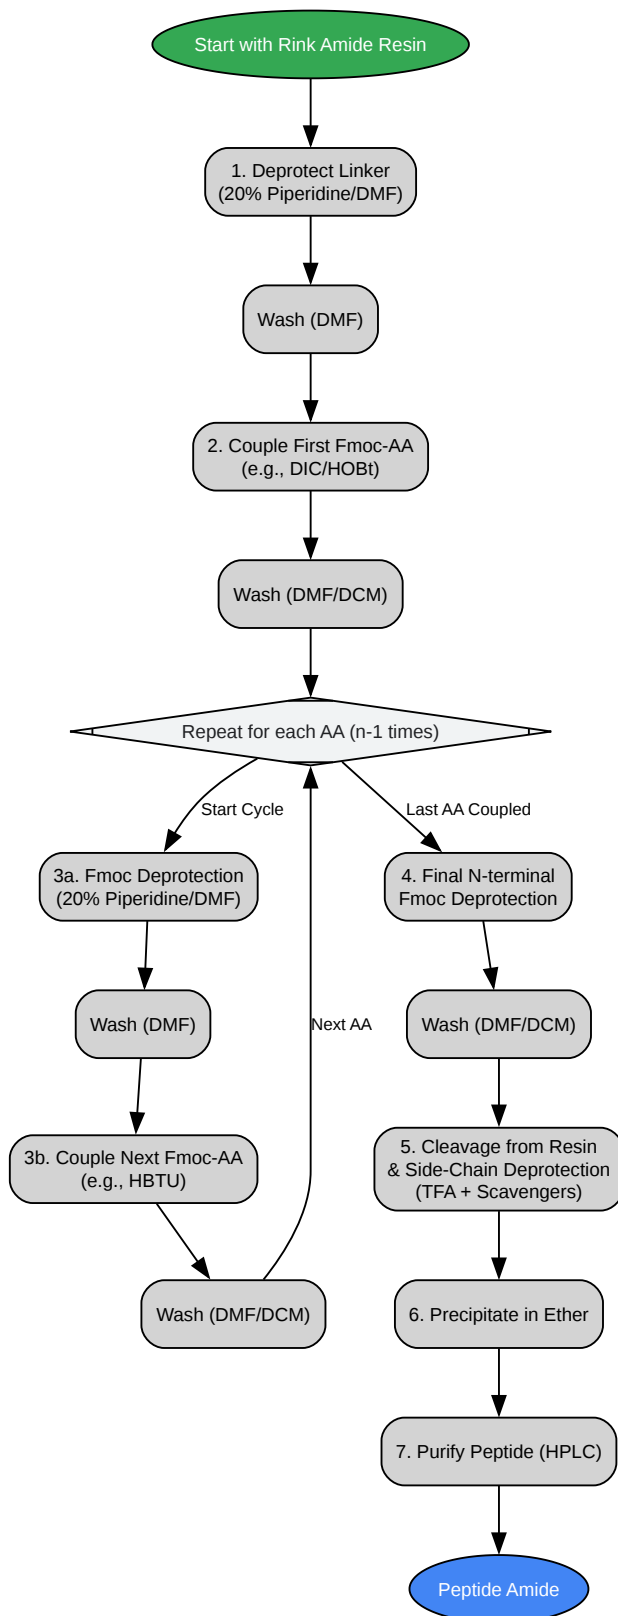 Start with Rink Amide Resin
1. Deprotect Linker
(20% Piperidine/DMF)
Wash (DMF)
2. Couple First Fmoc-AA
(e.g., DIC/HOBt)
Wash (DMF/DCM)
Repeat for each AA (n-1 times)
Start Cycle
Last AA Coupled
3a. Fmoc Deprotection
(20% Piperidine/DMF)
4. Final N-terminal
Fmoc Deprotection
Wash (DMF)
Next AA
Wash (DMF/DCM)
3b. Couple Next Fmoc-AA
(e.g., HBTU)
5. Cleavage from Resin
& Side-Chain Deprotection
(TFA + Scavengers)
Wash (DMF/DCM)
6. Precipitate in Ether
7. Purify Peptide (HPLC)
Peptide Amide